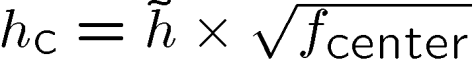 h_c = h̃ × √f_center